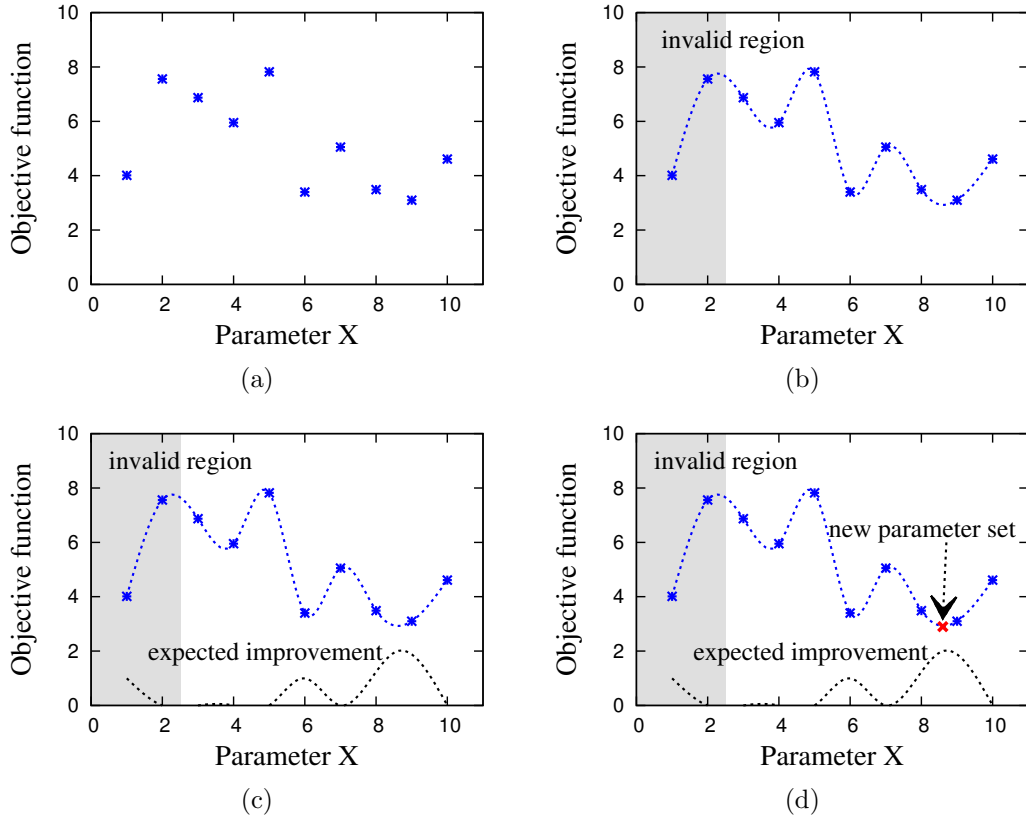 10
8
6
4
2
0
0 2 4 6 8 10
Objective function
Parameter X
(a)
10
8
6
4
2
0
0 2 4 6 8 10
Objective function
Parameter X
invalid region
(b)
10
8
6
4
2
0
0 2 4 6 8 10
Objective function
Parameter X
invalid region
expected improvement
(c)
10
8
6
4
2
0
0 2 4 6 8 10
Objective function
Parameter X
invalid region
new parameter set
expected improvement
(d)